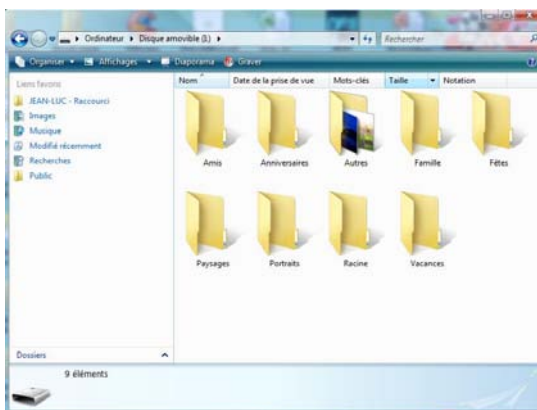 Ordinateur Disque amovible (I:)
Rechercher
Organiser Affichages Diaporama Graver
Liens favoris
JEAN-LUC - Raccourci
Images
Musique
Modifié récemment
Recherches
Public
Dossiers
Nom Date de la prise de vue Mots-clés Taille Notation
Amis Anniversaires Autres Famille Fêtes
Paysages Portraits Racine Vacances
9 éléments